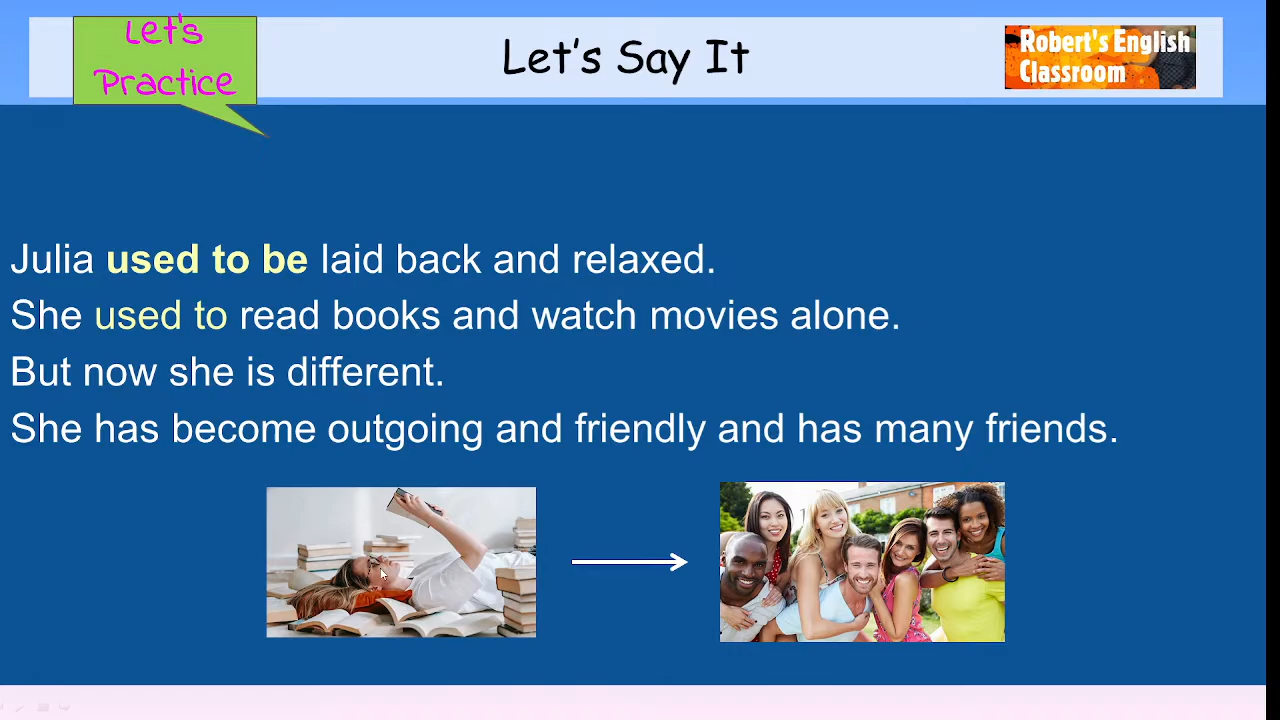 Let's
Practice
Let's Say It
Robert's English
Classroom
Julia used to be laid back and relaxed.
She used to read books and watch movies alone.
But now she is different.
She has become outgoing and friendly and has many friends.